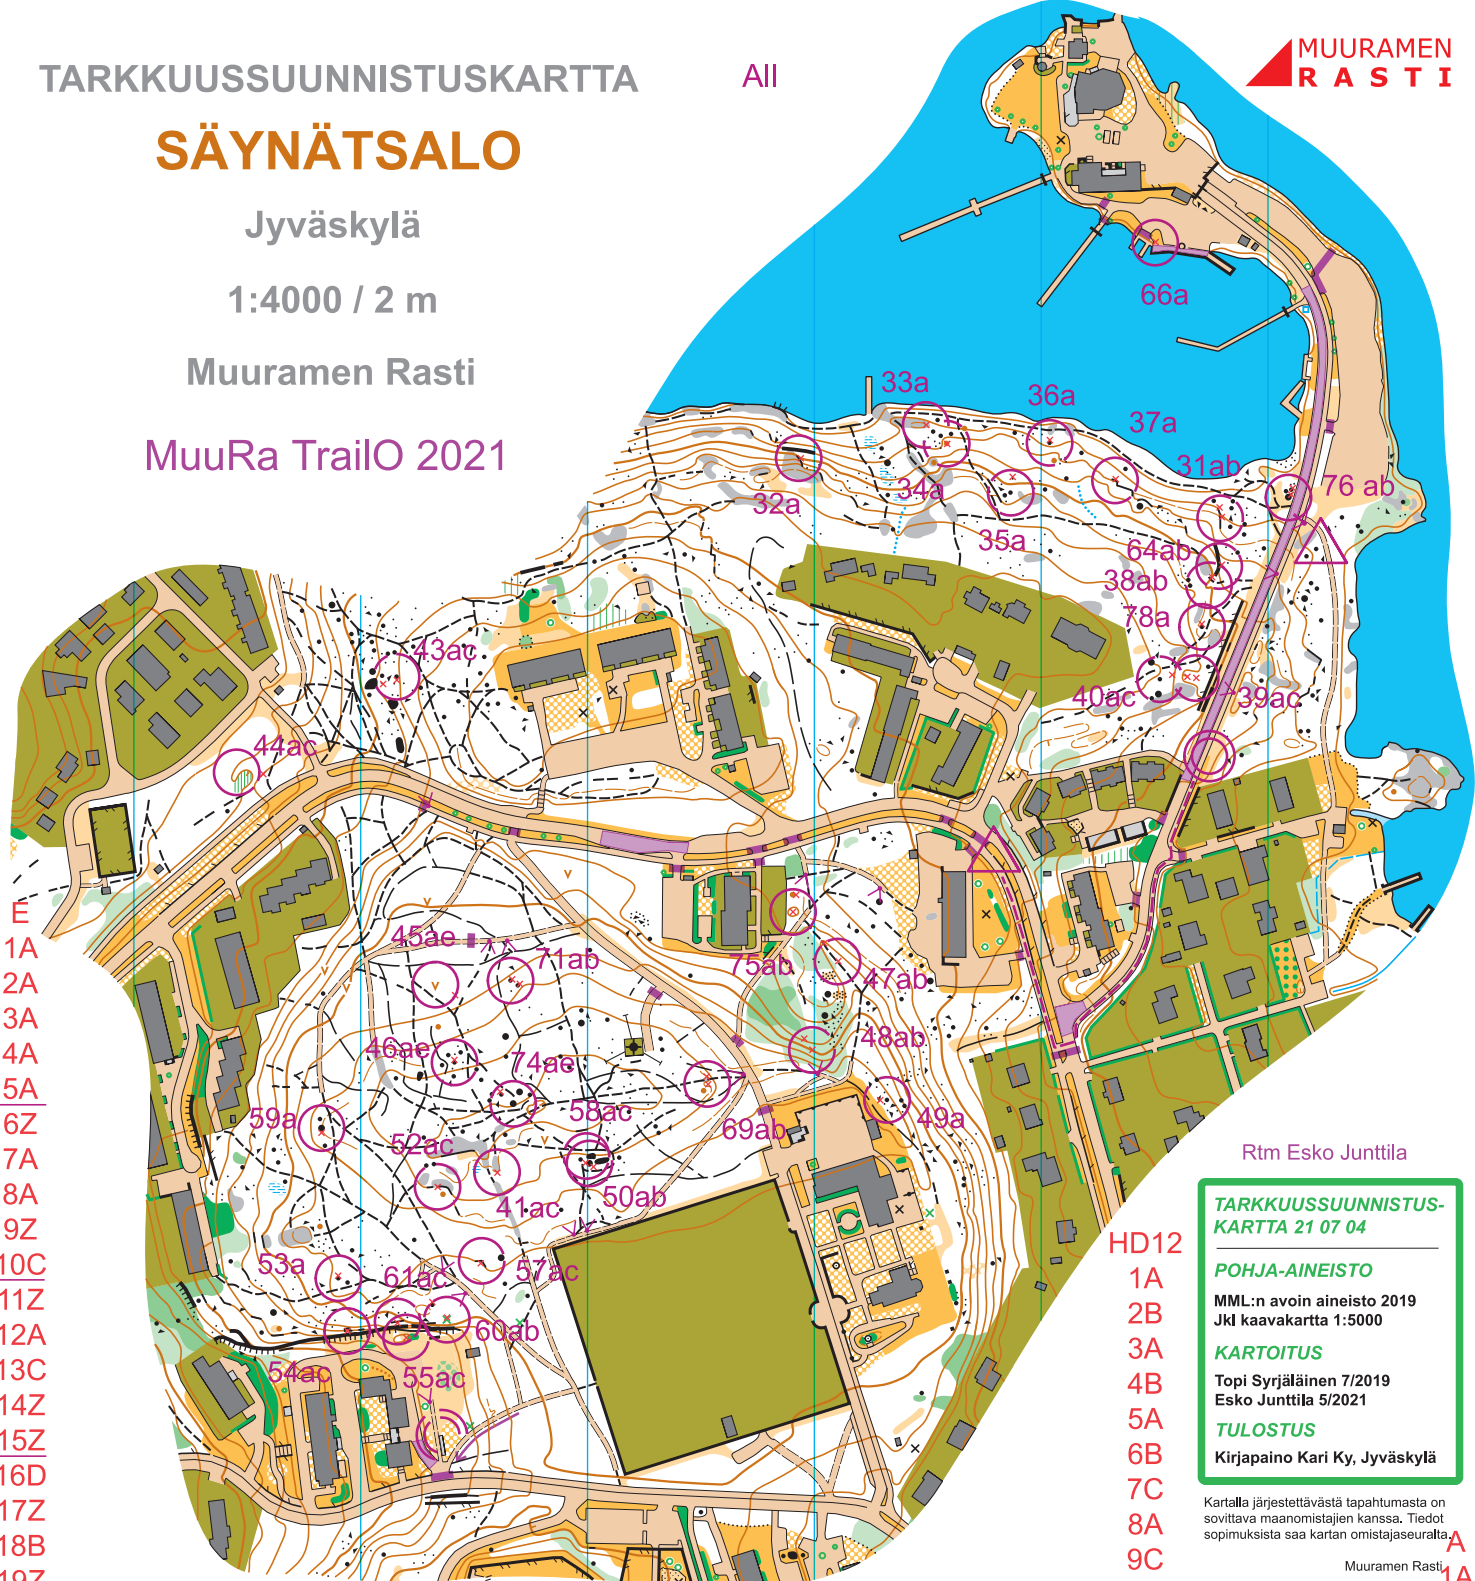 TARKKUUSSUUNNISTUSKARTTA
All
MUURAMEN
RASTI
SÄYNÄTSALO
Jyväskylä
1:4000 / 2 m
Muuramen Rasti
MuuRa TrailO 2021
66a
33a
36a
37a
31ab
76 ab
32a
34a
35a
64ab
38ab
78a
40ac
39ac
43ac
44ac
45ae
71ab
75ab
47ab
46ae
74ae
48ab
59a
52ac
58ac
69ab
49a
41ac
50ab
53a
61ac
57ac
60ab
54ac
55ac
E
1A
2A
3A
4A
5A
6Z
7A
8A
9Z
10C
11Z
12A
13C
14Z
15Z
16D
17Z
18B
19Z
HD12
1A
2B
3A
4B
5A
6B
7C
8A
9C
Rtm Esko Junttila
TARKKUUSSUUNNISTUS-
KARTTA 21 07 04
POHJA-AINEISTO
MML:n avoin aineisto 2019
Jkl kaavakartta 1:5000
KARTOITUS
Topi Syrjäläinen 7/2019
Esko Junttila 5/2021
TULOSTUS
Kirjapaino Kari Ky, Jyväskylä
Kartalla järjestettävästä tapahtumasta on
sovittava maanomistajien kanssa. Tiedot
sopimuksista saa kartan omistajaseuralta.
A
Muuramen Rasti
1A